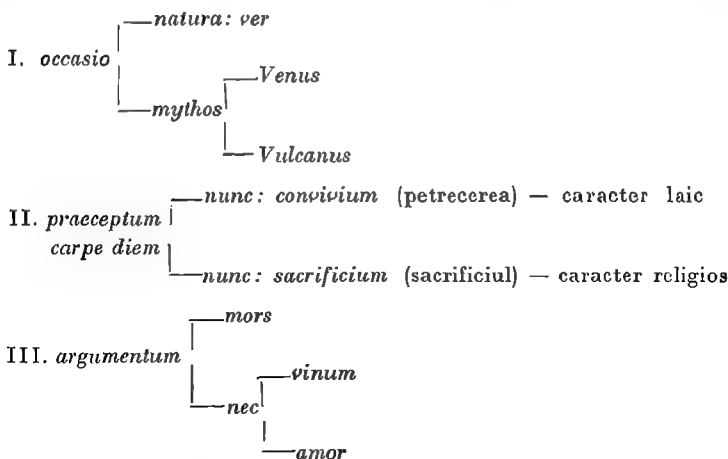 natura: ver
I. occasio
Venus
mythos
Vulcanus
nunc: convivium (petrecerea) — caracter laic
II. praeceptum
carpe diem
nunc: sacrificium (sacrificiul) — caracter religios
mors
III. argumentum
vinum
nec
amor